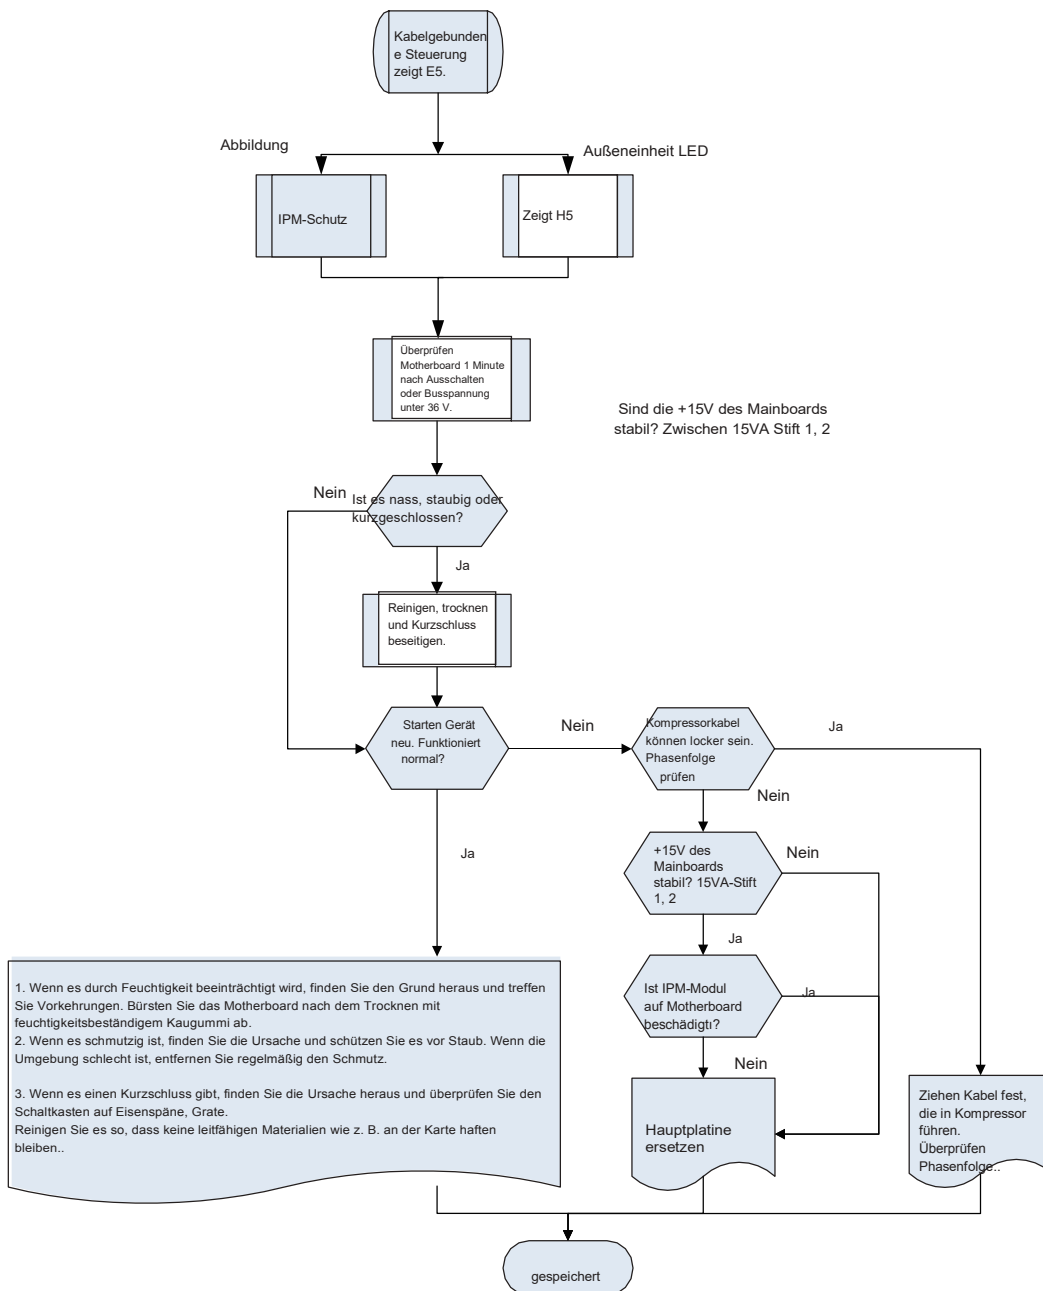 Kabelgebunden
e Steuerung
zeigt E5.
Abbildung
Außeneinheit LED
IPM-Schutz
Zeigt H5
Überprüfen
Motherboard 1 Minute
nach Ausschalten
oder Busspannung
unter 36 V.
Sind die +15V des Mainboards
stabil? Zwischen 15VA Stift 1, 2
Nein
Ist es nass, staubig oder
kurzgeschlossen?
Ja
Reinigen, trocknen
und Kurzschluss
beseitigen.
Starten Gerät
neu. Funktioniert
normal?
Nein
Kompressorkabel
können locker sein.
Phasenfolge
prüfen
Ja
Nein
Ja
+15V des
Mainboards
stabil? 15VA-Stift
1, 2
Nein
Ja
Ist IPM-Modul
auf Motherboard
beschädigt?
Ja
Nein
1. Wenn es durch Feuchtigkeit beeinträchtigt wird, finden Sie den Grund heraus und treffen
Sie Vorkehrungen. Bürsten Sie das Motherboard nach dem Trocknen mit
feuchtigkeitsbeständigem Kaugummi ab.
2. Wenn es schmutzig ist, finden Sie die Ursache und schützen Sie es vor Staub. Wenn die
Umgebung schlecht ist, entfernen Sie regelmäßig den Schmutz.
3. Wenn es einen Kurzschluss gibt, finden Sie die Ursache heraus und überprüfen Sie den
Schaltkasten auf Eisenspäne, Grate.
Reinigen Sie es so, dass keine leitfähigen Materialien wie z. B. an der Karte haften
bleiben..
Hauptplatine
ersetzen
Ziehen Kabel fest,
die in Kompressor
führen.
Überprüfen
Phasenfolge..
gespeichert